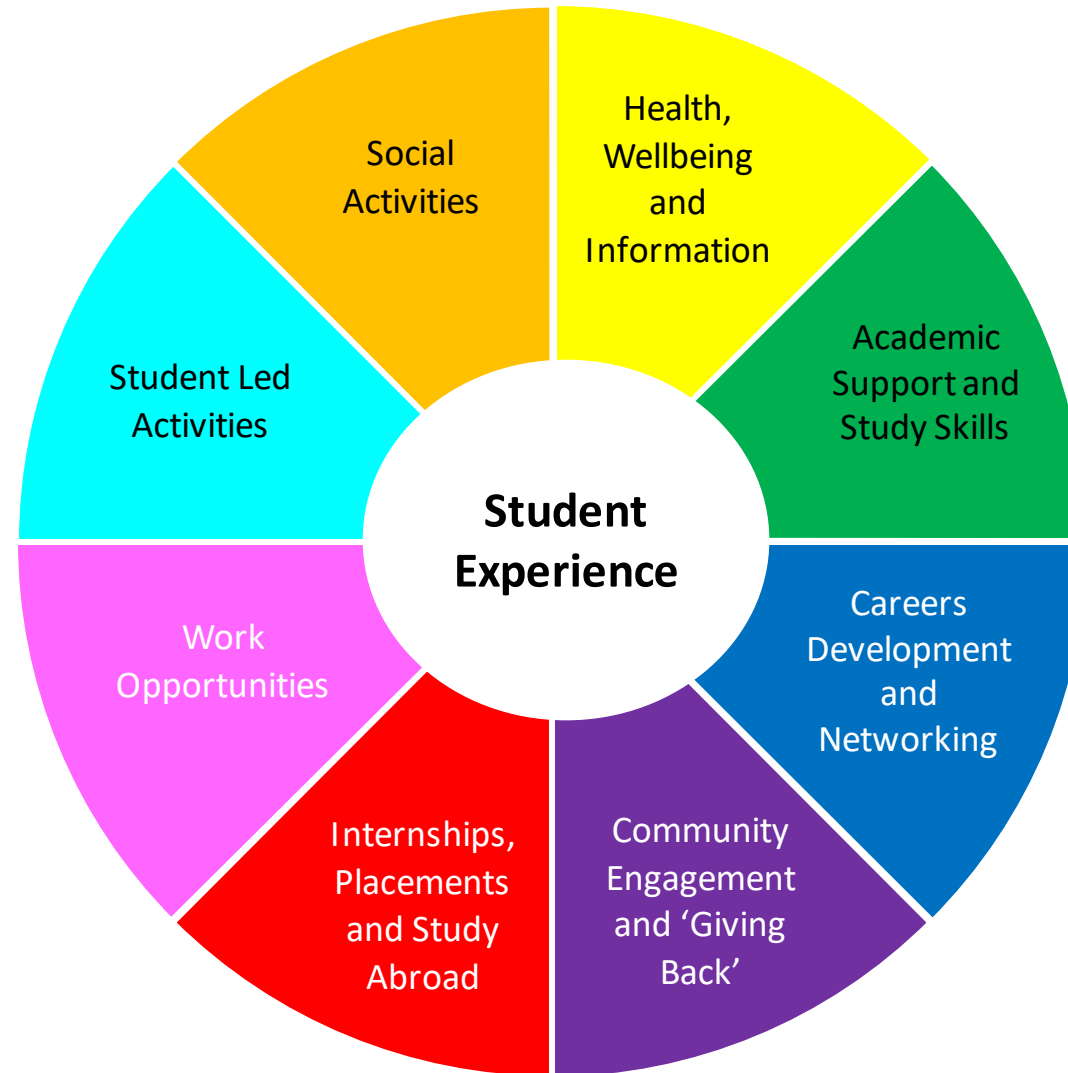 Health,
Wellbeing
and
Information
Academic
Support and
Study Skills
Careers
Development
and
Networking
Community
Engagement
and ‘Giving
Back’
Internships,
Placements
and Study
Abroad
Work
Opportunities
Student Led
Activities
Social
Activities
Student
Experience